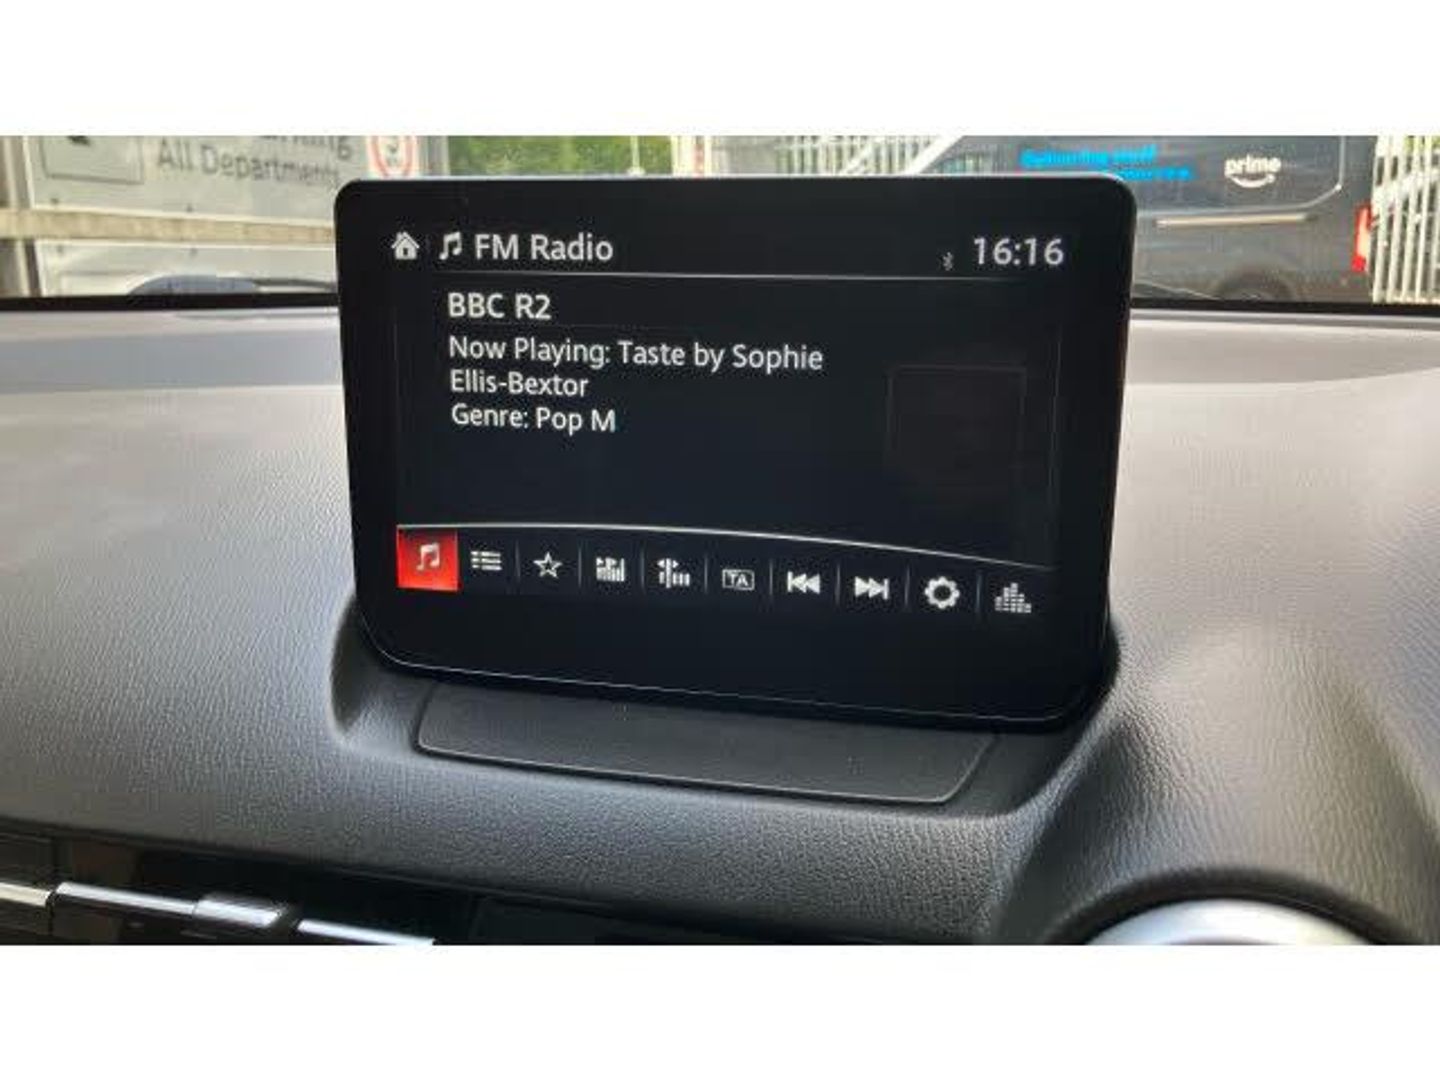 All Departments
prime
FM Radio
16:16
BBC R2
Now Playing: Taste by Sophie
Ellis-Bextor
Genre: Pop M
TA